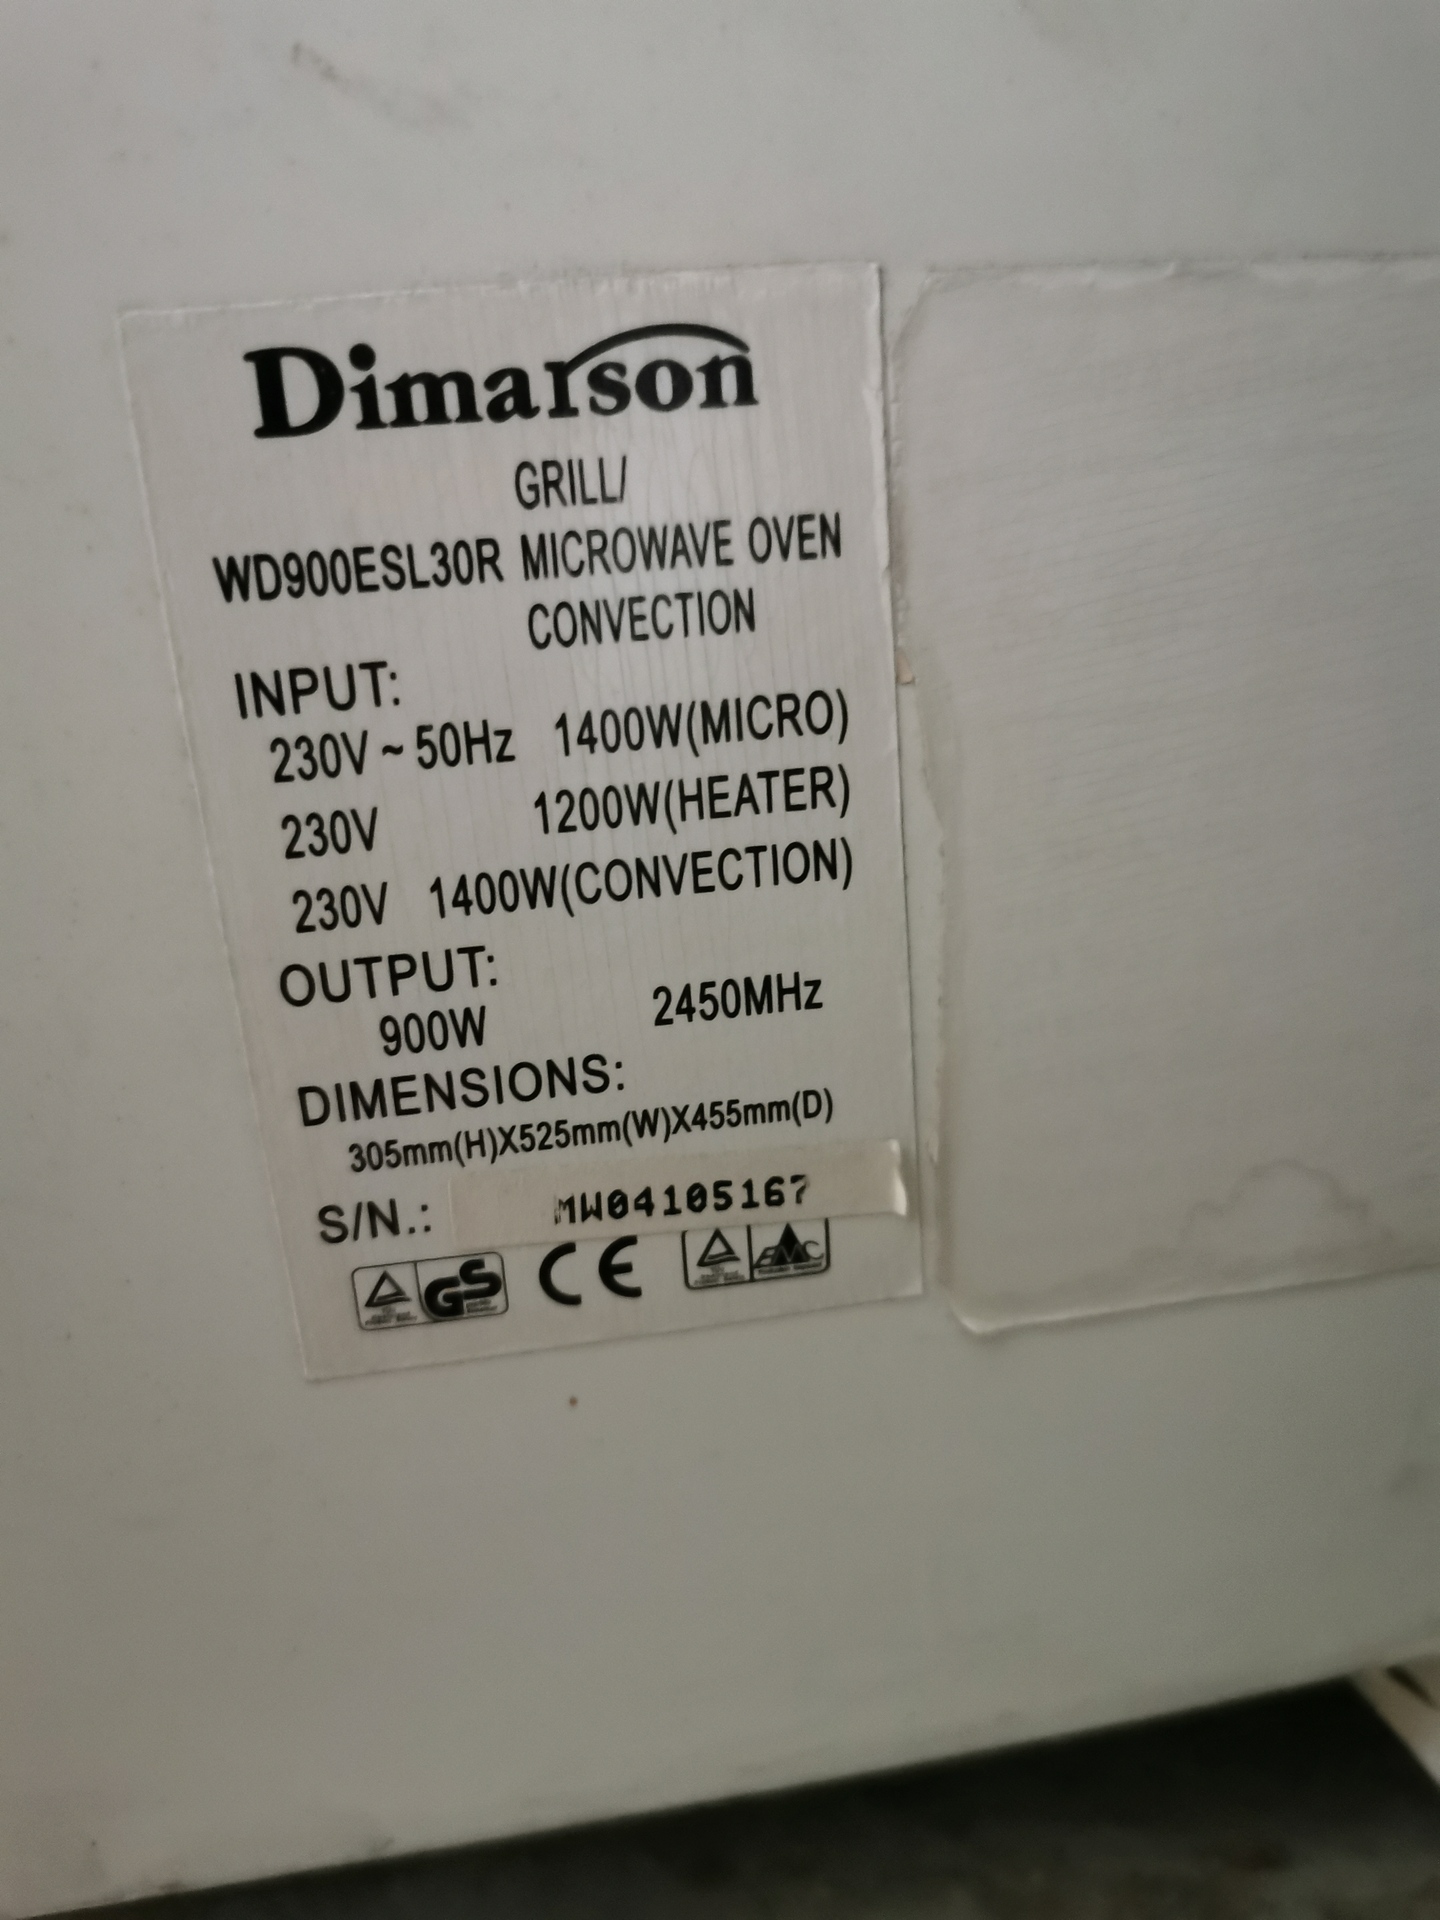 Dimarson
GRILL/
WD900ESL30R MICROWAVE OVEN
CONVECTION
INPUT:
230V ~ 50Hz 1400W(MICRO)
230V 1200W(HEATER)
230V 1400W(CONVECTION)
OUTPUT:
900W 2450MHz
DIMENSIONS:
305mm(H)X525mm(W)X455mm(D)
S/N.: MW04105167
GS CE EMC